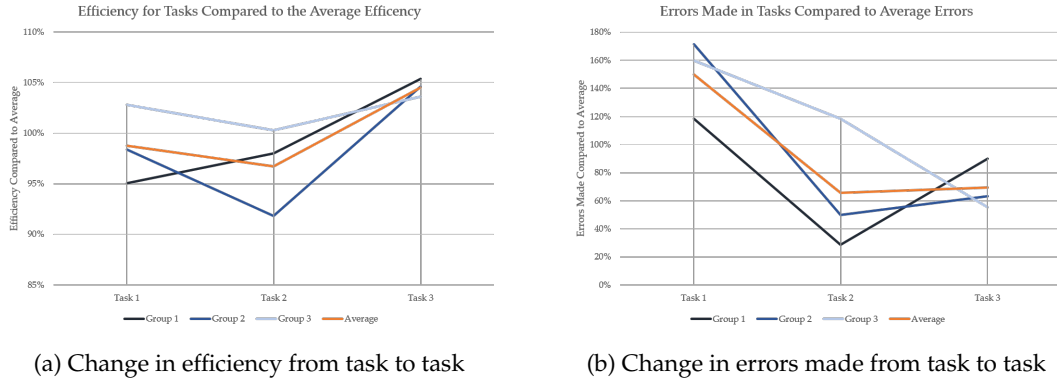 Efficiency for Tasks Compared to the Average Efficency
110%
105%
100%
95%
90%
85%
Efficiency Compared to Average
Task 1 Task 2 Task 3
Group 1 Group 2 Group 3 Average
(a) Change in efficiency from task to task
Errors Made in Tasks Compared to Average Errors
180%
160%
140%
120%
100%
80%
60%
40%
20%
0%
Errors Made Compared to Average
Task 1 Task 2 Task 3
Group 1 Group 2 Group 3 Average
(b) Change in errors made from task to task